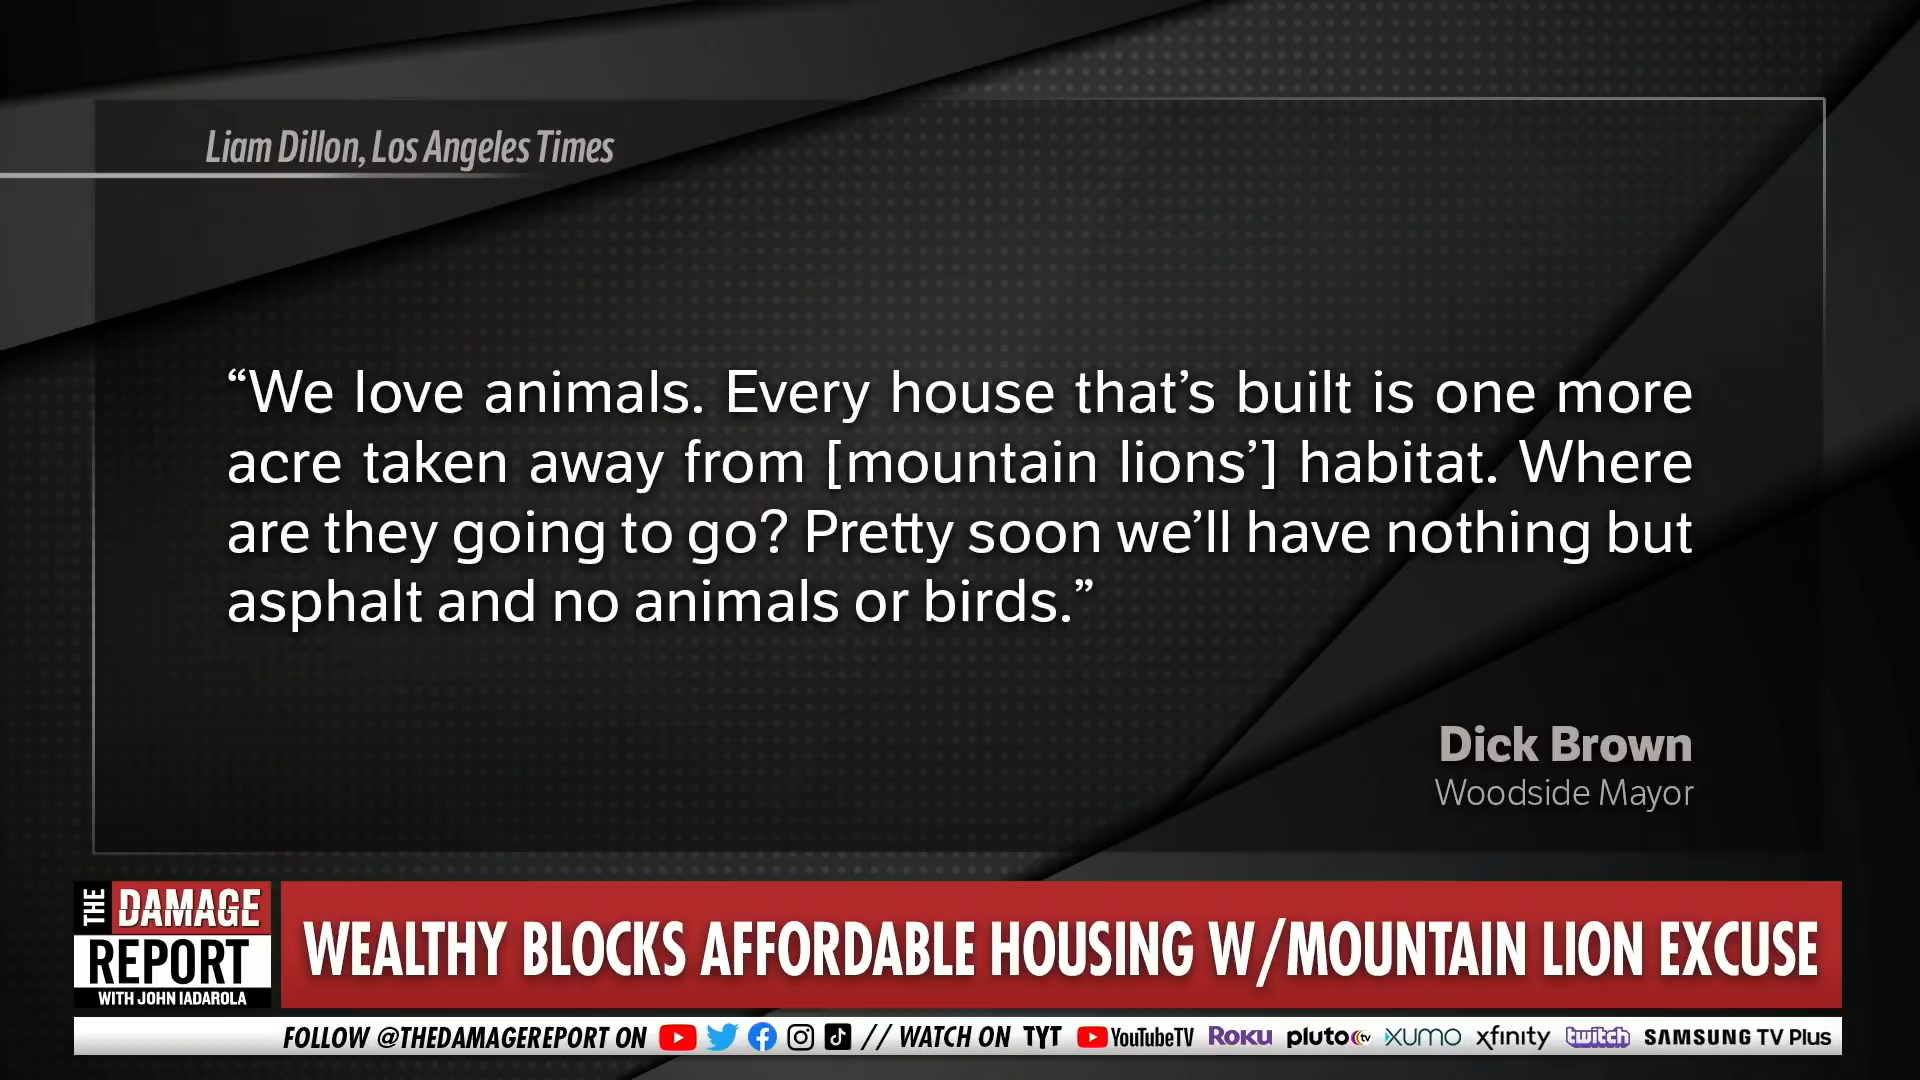 Liam Dillon, Los Angeles Times
“We love animals. Every house that’s built is one more
acre taken away from [mountain lions’] habitat. Where
are they going to go? Pretty soon we’ll have nothing but
asphalt and no animals or birds.”
Dick Brown
Woodside Mayor
THE DAMAGE
REPORT
WITH JOHN IADAROLA
WEALTHY BLOCKS AFFORDABLE HOUSING W/MOUNTAIN LION EXCUSE
FOLLOW @THEDAMAGEREPORT ON // WATCH ON TYT YouTubeTV Roku pluto tv xumo xfinity twitch SAMSUNG TV Plus